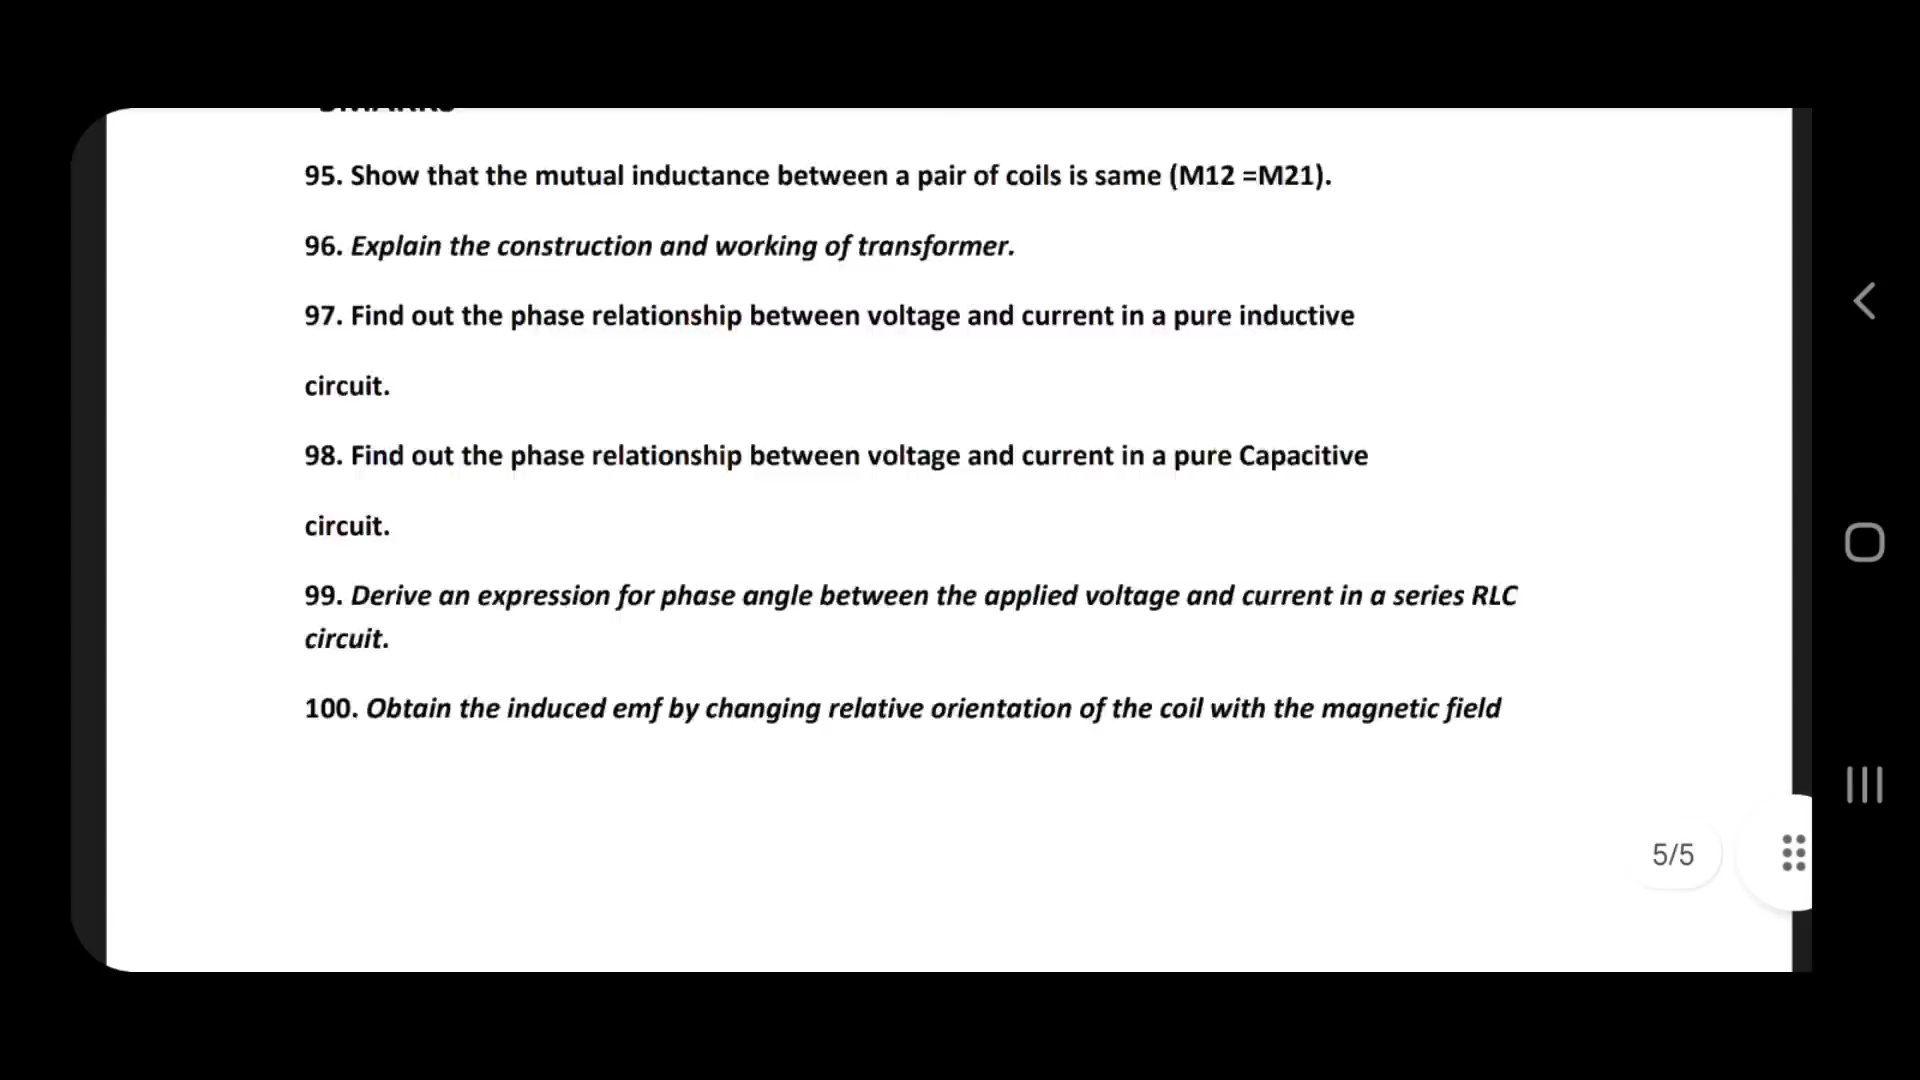 95. Show that the mutual inductance between a pair of coils is same (M12 =M21).
96. Explain the construction and working of transformer.
97. Find out the phase relationship between voltage and current in a pure inductive
circuit.
98. Find out the phase relationship between voltage and current in a pure Capacitive
circuit.
99. Derive an expression for phase angle between the applied voltage and current in a series RLC
circuit.
100. Obtain the induced emf by changing relative orientation of the coil with the magnetic field
5/5